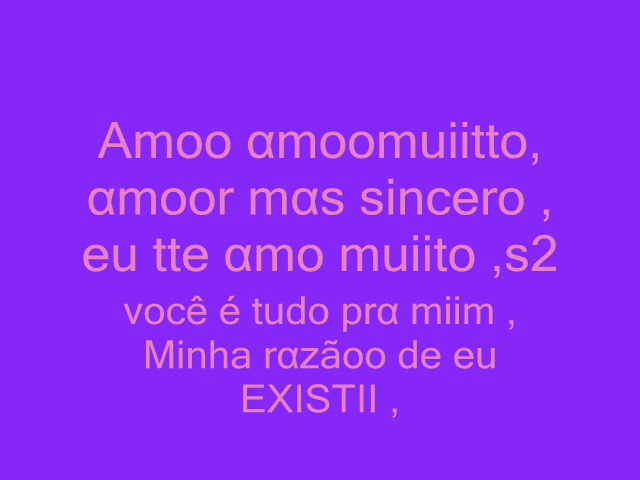 Amoo αmoomuiitto,
αmoor mαs sincero ,
eu tte αmo muiito ,s2
você é tudo prα miim ,
Minha rαzãoo de eu
EXISTII ,